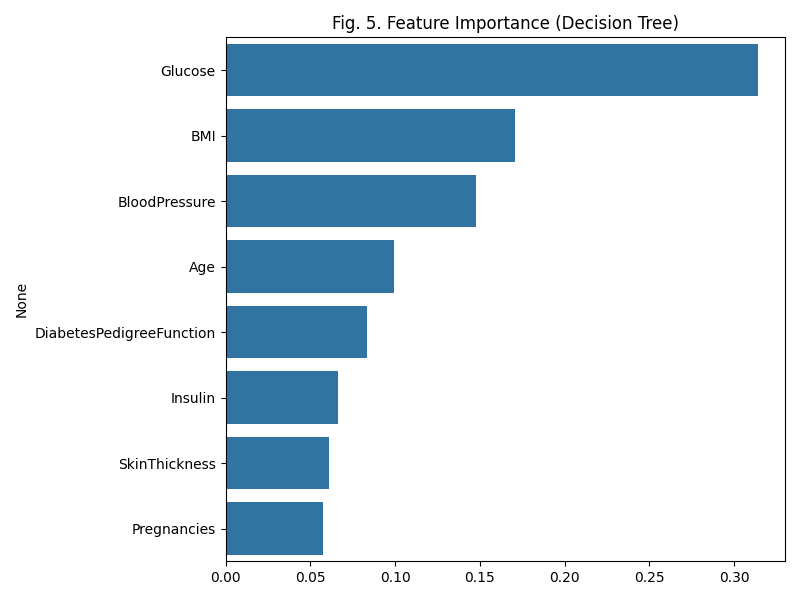 Fig. 5. Feature Importance (Decision Tree)
Glucose
BMI
BloodPressure
Age
DiabetesPedigreeFunction
Insulin
SkinThickness
Pregnancies
None
0.00 0.05 0.10 0.15 0.20 0.25 0.30